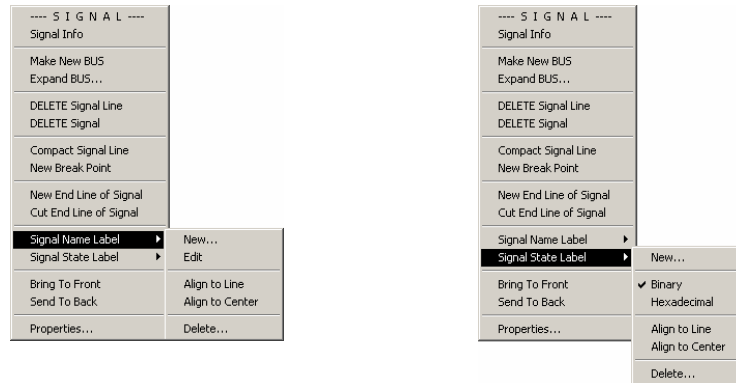 ---- S I G N A L ----
Signal Info
Make New BUS
Expand BUS...
DELETE Signal Line
DELETE Signal
Compact Signal Line
New Break Point
New End Line of Signal
Cut End Line of Signal
Signal Name Label
Signal State Label
Bring To Front
Send To Back
Properties...
New...
Edit
Align to Line
Align to Center
Delete...
---- S I G N A L ----
Signal Info
Make New BUS
Expand BUS...
DELETE Signal Line
DELETE Signal
Compact Signal Line
New Break Point
New End Line of Signal
Cut End Line of Signal
Signal Name Label
Signal State Label
Bring To Front
Send To Back
Properties...
New...
Binary
Hexadecimal
Align to Line
Align to Center
Delete...